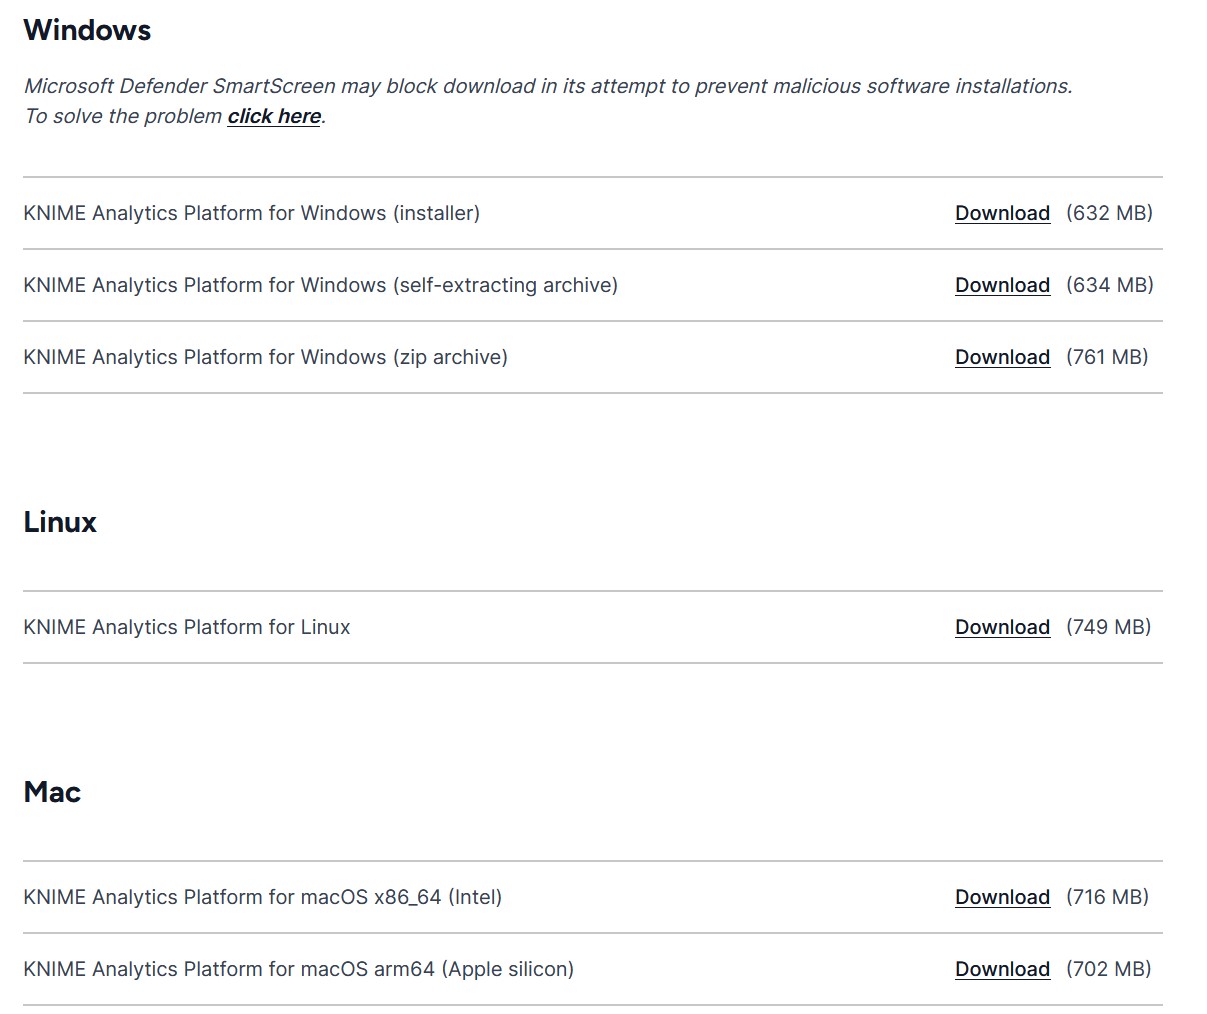 Windows
Microsoft Defender SmartScreen may block download in its attempt to prevent malicious software installations.
To solve the problem click here.
KNIME Analytics Platform for Windows (installer) Download (632 MB)
KNIME Analytics Platform for Windows (self-extracting archive) Download (634 MB)
KNIME Analytics Platform for Windows (zip archive) Download (761 MB)
Linux
KNIME Analytics Platform for Linux Download (749 MB)
Mac
KNIME Analytics Platform for macOS x86_64 (Intel) Download (716 MB)
KNIME Analytics Platform for macOS arm64 (Apple silicon) Download (702 MB)